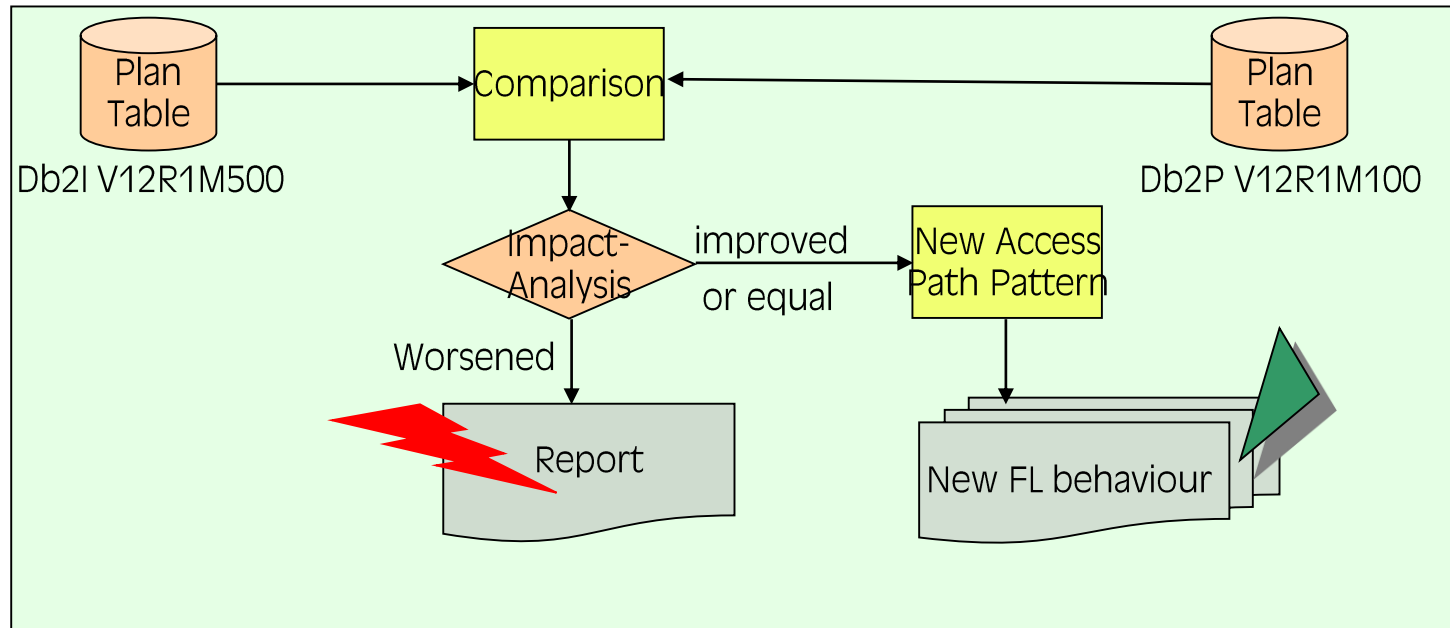 Plan
Table
Db2I V12R1M500
Comparison
Plan
Table
Db2P V12R1M100
Impact-
Analysis
improved
or equal
New Access
Path Pattern
Worsened
Report
New FL behaviour